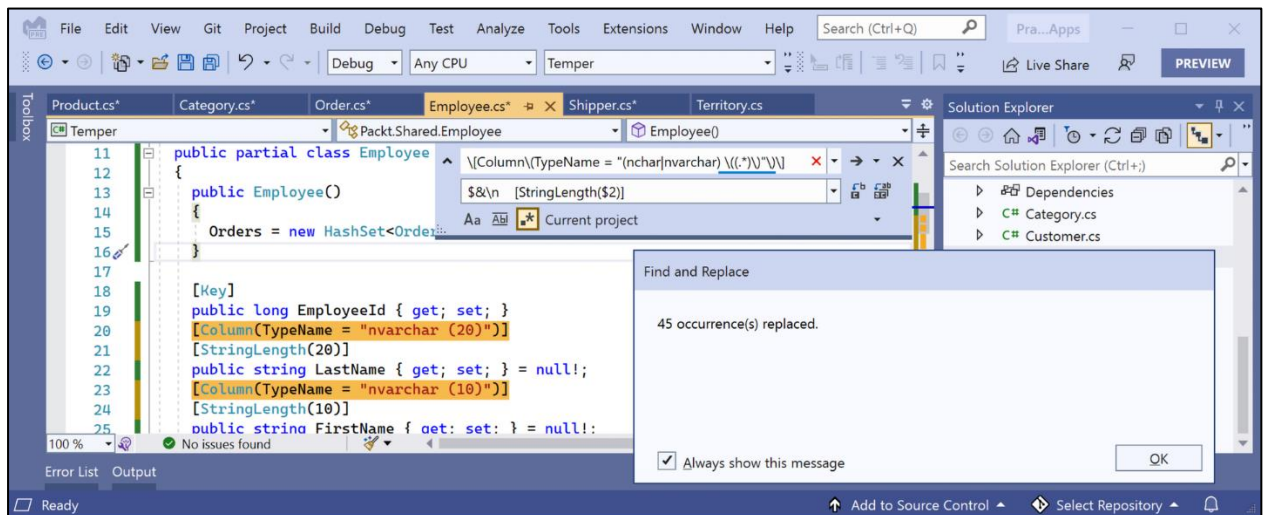 File Edit View Git Project Build Debug Test Analyze Tools Extensions Window Help Search (Ctrl+Q) Pra...Apps
Debug Any CPU Temper Live Share PREVIEW
Toolbox
Product.cs* Category.cs* Order.cs* Employee.cs* Shipper.cs* Territory.cs
Temper Packt.Shared.Employee Employee()
11 public partial class Employee
12 {
13 public Employee()
14 {
15 Orders = new HashSet<Order
16 }
17
18 [Key]
19 public long EmployeeId { get; set; }
20 [Column(TypeName = "nvarchar (20)")]
21 [StringLength(20)]
22 public string LastName { get; set; } = null!;
23 [Column(TypeName = "nvarchar (10)")]
24 [StringLength(10)]
25 public string FirstName { get; set; } = null!;
\[Column\(TypeName = "(nchar|nvarchar) \((.*)\)"\)\]
$&\n [StringLength($2)]
Aa Abl .* Current project
100 % No issues found
Error List Output
Solution Explorer
Search Solution Explorer (Ctrl+;)
Dependencies
C# Category.cs
C# Customer.cs
Find and Replace
45 occurrence(s) replaced.
Always show this message
OK
Ready Add to Source Control Select Repository